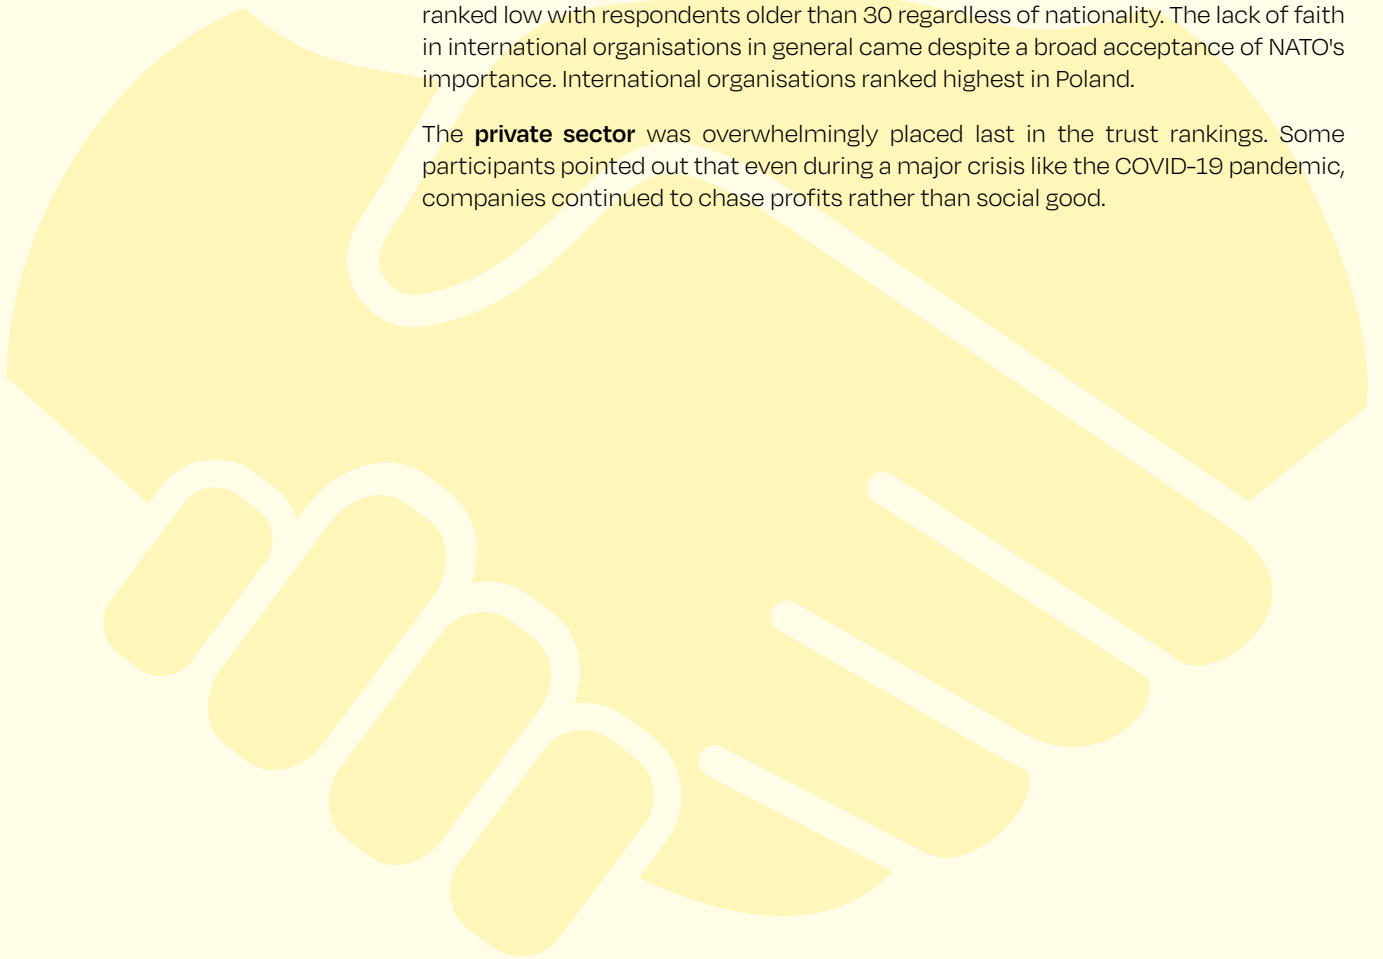 ranked low with respondents older than 30 regardless of nationality. The lack of faith
in international organisations in general came despite a broad acceptance of NATO's
importance. International organisations ranked highest in Poland.
The private sector was overwhelmingly placed last in the trust rankings. Some
participants pointed out that even during a major crisis like the COVID-19 pandemic,
companies continued to chase profits rather than social good.